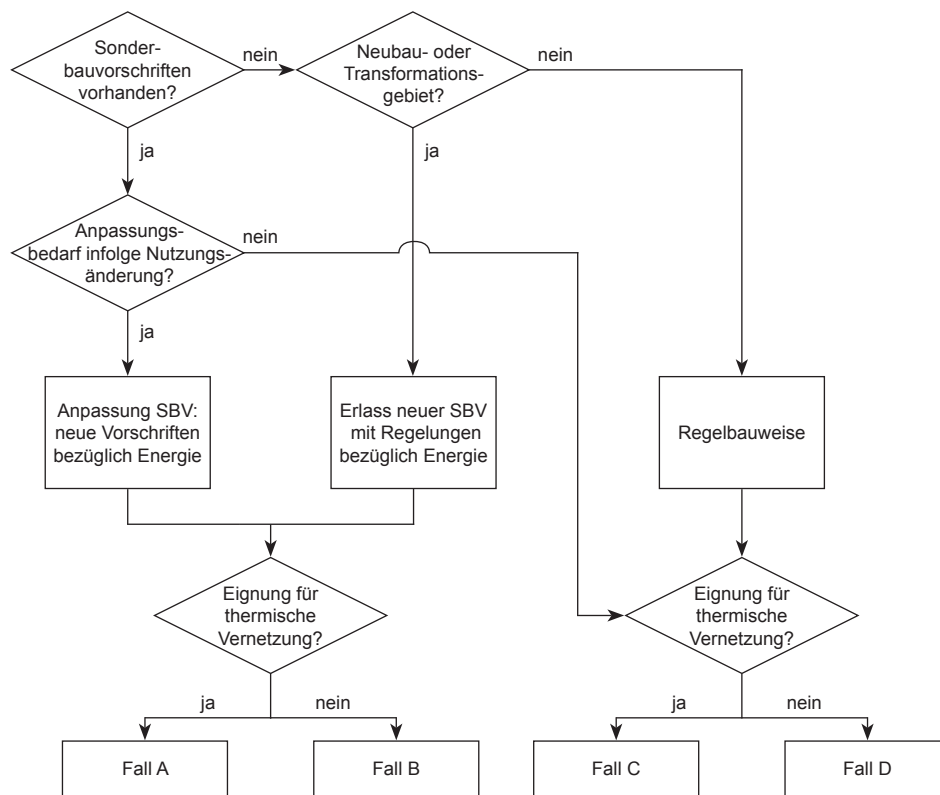 Sonder-
bauvorschriften
vorhanden?
nein
Neubau- oder
Transformations-
gebiet?
nein
ja
ja
Anpassungs-
bedarf infolge Nutzungs-
änderung?
nein
ja
Anpassung SBV:
neue Vorschriften
bezüglich Energie
Erlass neuer SBV
mit Regelungen
bezüglich Energie
Regelbauweise
Eignung für
thermische
Vernetzung?
Eignung für
thermische
Vernetzung?
ja
nein
ja
nein
Fall A
Fall B
Fall C
Fall D